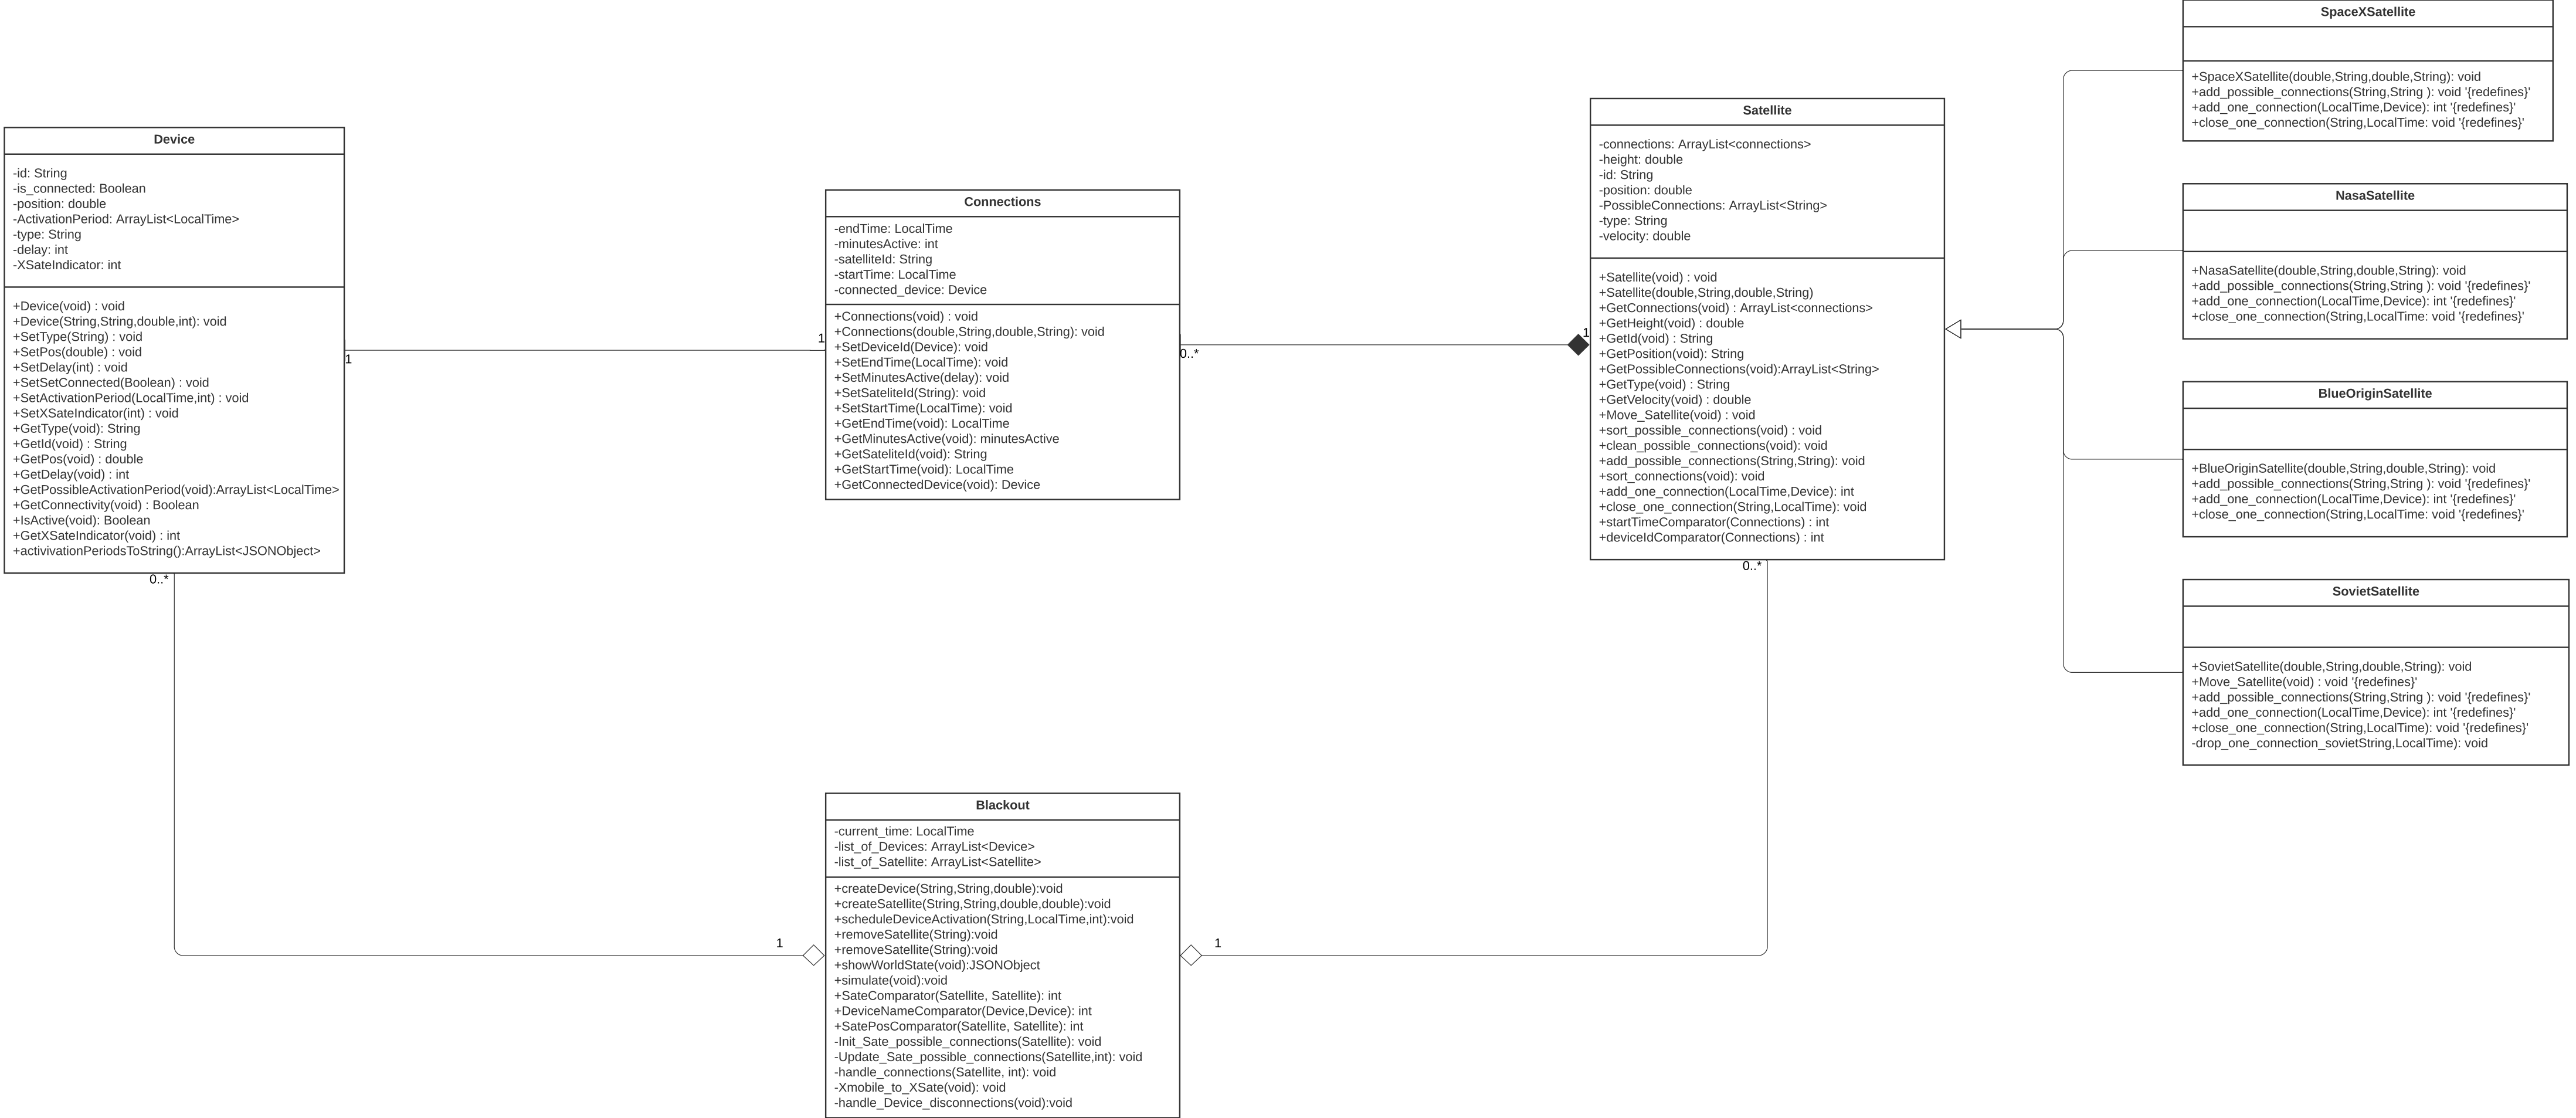 SpaceXSatellite
+SpaceXSatellite(double,String,double,String): void
+add_possible_connections(String,String ): void '{redefines}'
+add_one_connection(LocalTime,Device): int '{redefines}'
+close_one_connection(String,LocalTime: void '{redefines}'
Satellite
-connections: ArrayList<connections>
-height: double
-id: String
-position: double
-PossibleConnections: ArrayList<String>
-type: String
-velocity: double
+Satellite(void) : void
+Satellite(double,String,double,String)
+GetConnections(void) : ArrayList<connections>
+GetHeight(void) : double
+GetId(void) : String
+GetPosition(void): String
+GetPossibleConnections(void):ArrayList<String>
+GetType(void) : String
+GetVelocity(void) : double
+Move_Satellite(void) : void
+sort_possible_connections(void) : void
+clean_possible_connections(void): void
+add_possible_connections(String,String): void
+sort_connections(void): void
+add_one_connection(LocalTime,Device): int
+close_one_connection(String,LocalTime): void
+startTimeComparator(Connections) : int
+deviceIdComparator(Connections) : int
Device
-id: String
-is_connected: Boolean
-position: double
-ActivationPeriod: ArrayList<LocalTime>
-type: String
-delay: int
-XSateIndicator: int
+Device(void) : void
+Device(String,String,double,int): void
+SetType(String) : void
+SetPos(double) : void
+SetDelay(int) : void
+SetSetConnected(Boolean) : void
+SetActivationPeriod(LocalTime,int) : void
+SetXSateIndicator(int) : void
+GetType(void): String
+GetId(void) : String
+GetPos(void) : double
+GetDelay(void) : int
+GetPossibleActivationPeriod(void):ArrayList<LocalTime>
+GetConnectivity(void) : Boolean
+IsActive(void): Boolean
+GetXSateIndicator(void) : int
+activivationPeriodsToString():ArrayList<JSONObject>
Connections
-endTime: LocalTime
-minutesActive: int
-satelliteId: String
-startTime: LocalTime
-connected_device: Device
+Connections(void) : void
+Connections(double,String,double,String): void
+SetDeviceId(Device): void
+SetEndTime(LocalTime): void
+SetMinutesActive(delay): void
+SetSateliteId(String): void
+SetStartTime(LocalTime): void
+GetEndTime(void): LocalTime
+GetMinutesActive(void): minutesActive
+GetSateliteId(void): String
+GetStartTime(void): LocalTime
+GetConnectedDevice(void): Device
NasaSatellite
+NasaSatellite(double,String,double,String): void
+add_possible_connections(String,String ): void '{redefines}'
+add_one_connection(LocalTime,Device): int '{redefines}'
+close_one_connection(String,LocalTime: void '{redefines}'
1
1
0..*
1
BlueOriginSatellite
+BlueOriginSatellite(double,String,double,String): void
+add_possible_connections(String,String ): void '{redefines}'
+add_one_connection(LocalTime,Device): int '{redefines}'
+close_one_connection(String,LocalTime: void '{redefines}'
0..*
0..*
SovietSatellite
+SovietSatellite(double,String,double,String): void
+Move_Satellite(void) : void '{redefines}'
+add_possible_connections(String,String ): void '{redefines}'
+add_one_connection(LocalTime,Device): int '{redefines}'
+close_one_connection(String,LocalTime): void '{redefines}'
-drop_one_connection_sovietString,LocalTime): void
Blackout
-current_time: LocalTime
-list_of_Devices: ArrayList<Device>
-list_of_Satellite: ArrayList<Satellite>
+createDevice(String,String,double):void
+createSatellite(String,String,double,double):void
+scheduleDeviceActivation(String,LocalTime,int):void
+removeSatellite(String):void
+removeSatellite(String):void
+showWorldState(void):JSONObject
+simulate(void):void
+SateComparator(Satellite, Satellite): int
+DeviceNameComparator(Device,Device): int
+SatePosComparator(Satellite, Satellite): int
-Init_Sate_possible_connections(Satellite): void
-Update_Sate_possible_connections(Satellite,int): void
-handle_connections(Satellite, int): void
-Xmobile_to_XSate(void): void
-handle_Device_disconnections(void):void
1
1